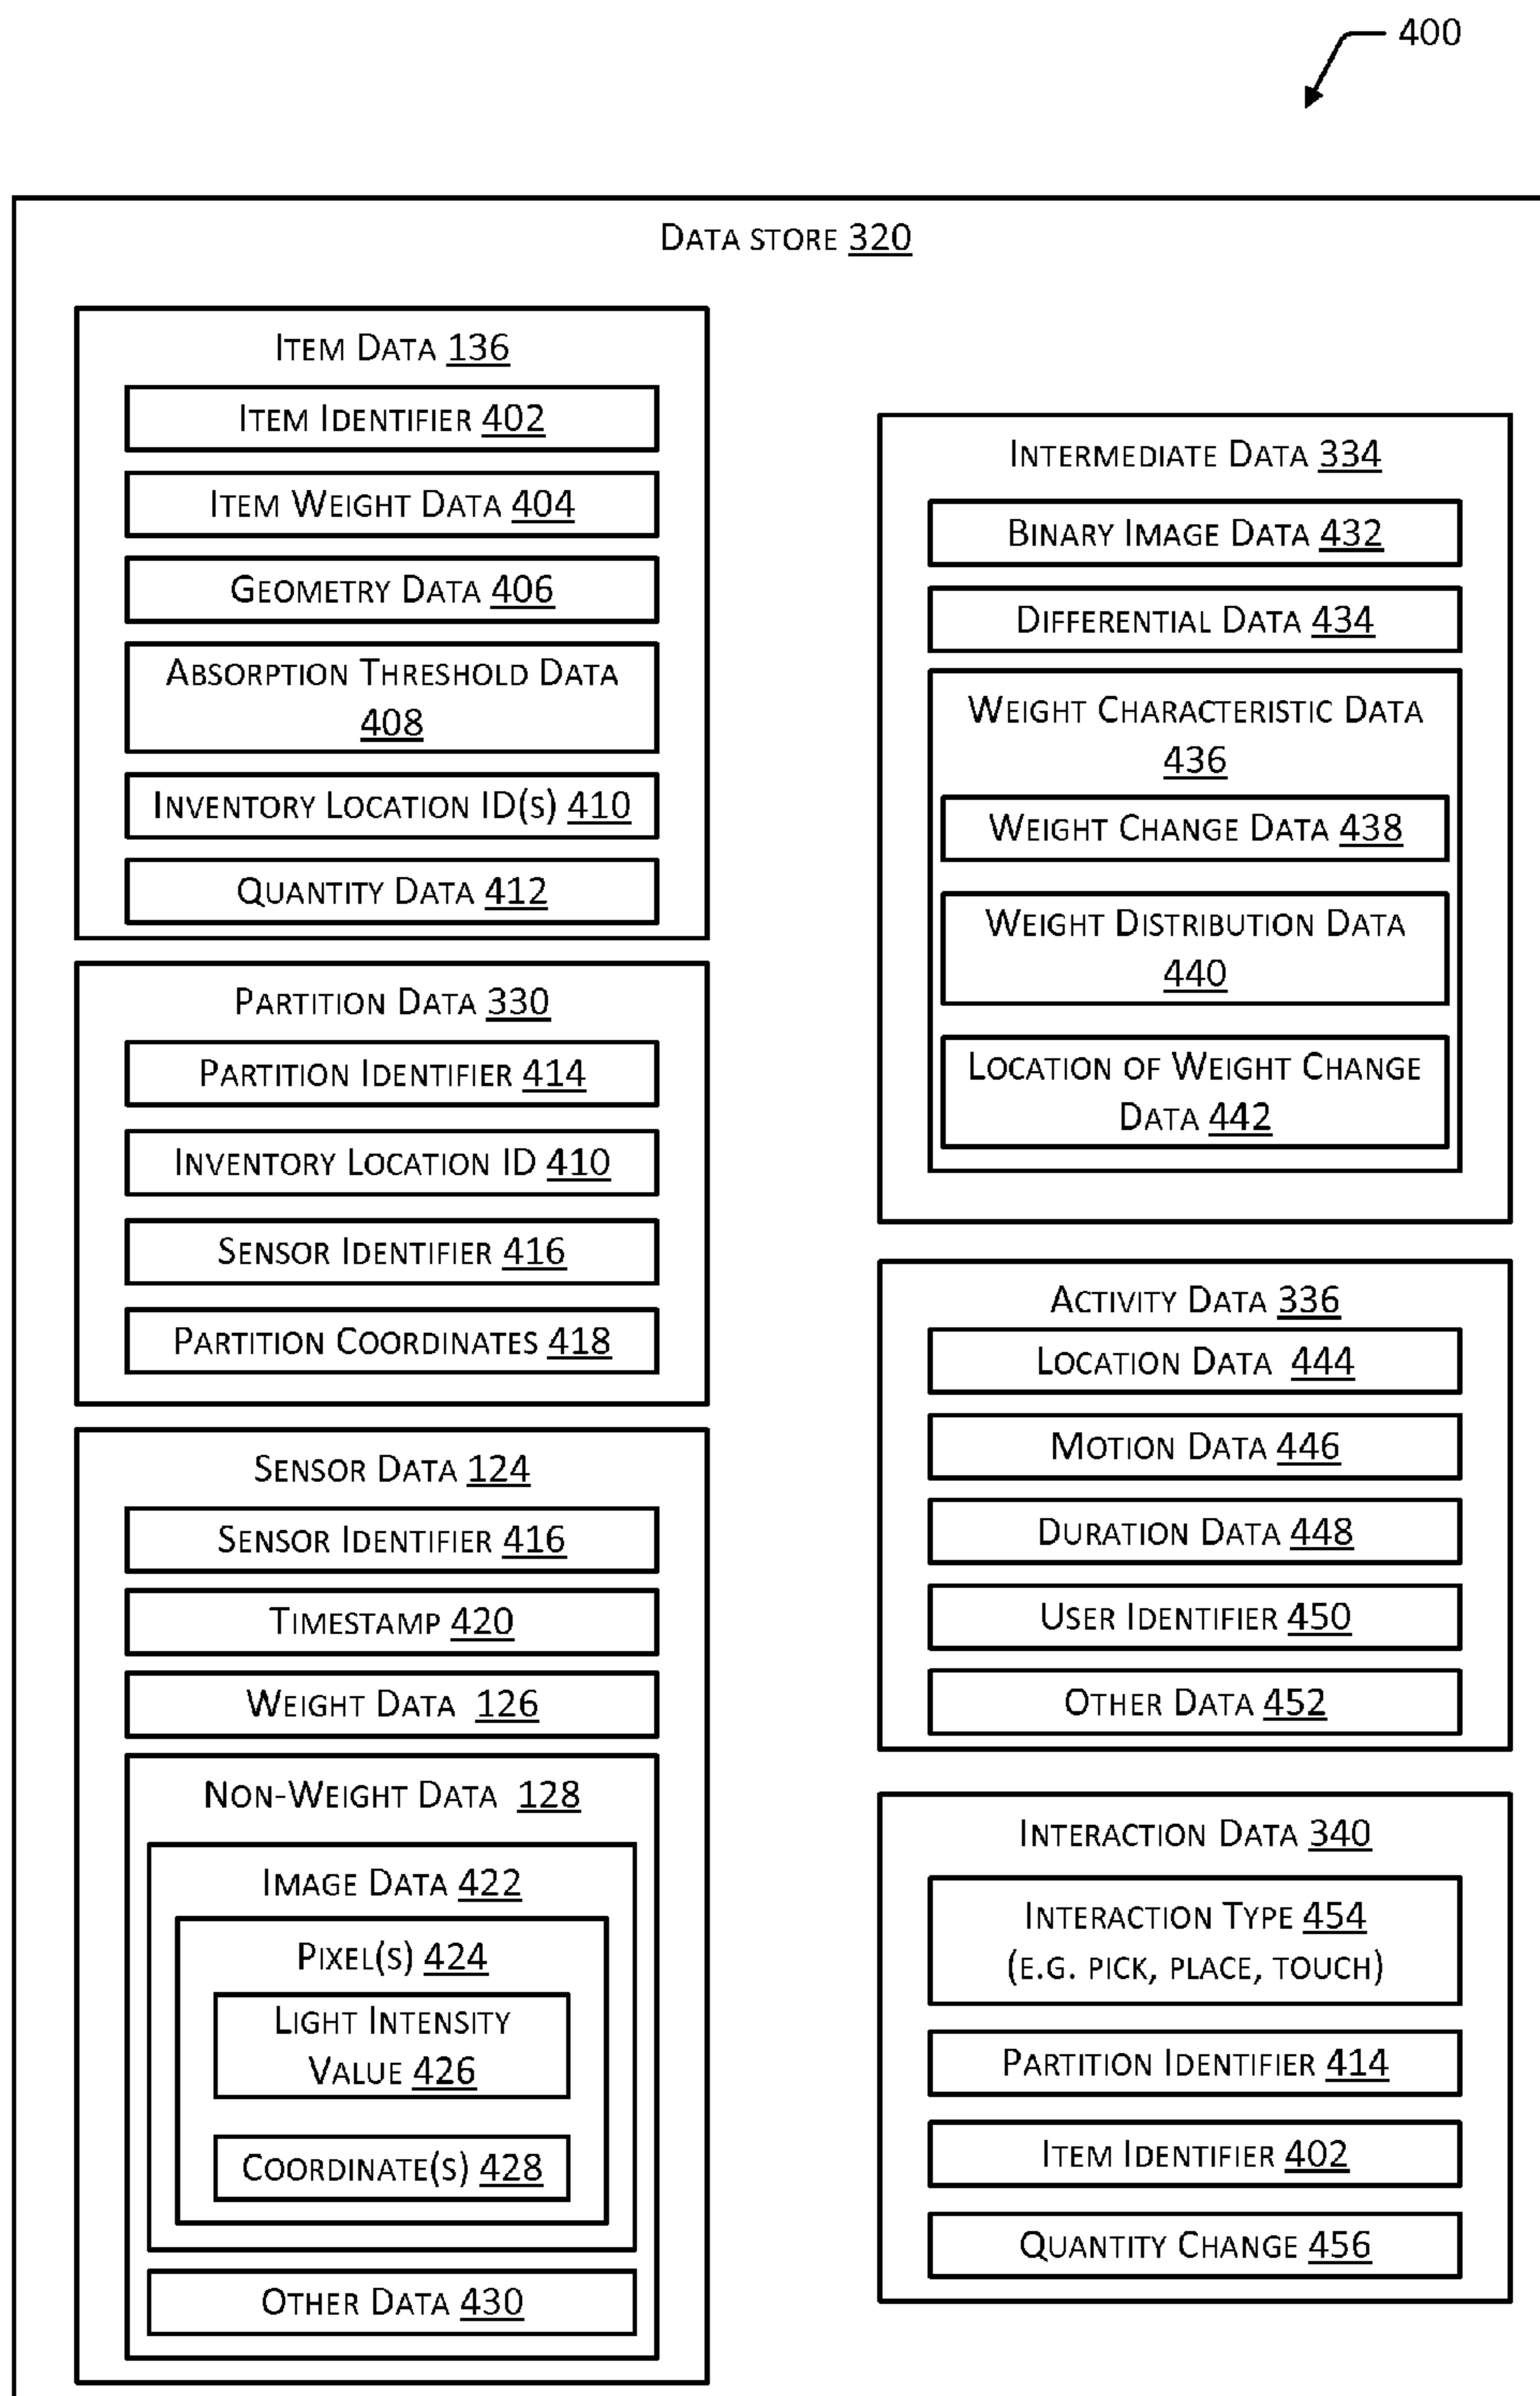 400
Data store 320
Item Data 136
Item Identifier 402
Item Weight Data 404
Geometry Data 406
Absorption Threshold Data
408
Inventory Location ID(s) 410
Quantity Data 412
Partition Data 330
Partition Identifier 414
Inventory Location ID 410
Sensor Identifier 416
Partition Coordinates 418
Sensor Data 124
Sensor Identifier 416
Timestamp 420
Weight Data 126
Non-Weight Data 128
Image Data 422
Pixel(s) 424
Light Intensity
Value 426
Coordinate(s) 428
Other Data 430
Intermediate Data 334
Binary Image Data 432
Differential Data 434
Weight Characteristic Data
436
Weight Change Data 438
Weight Distribution Data
440
Location of Weight Change
Data 442
Activity Data 336
Location Data 444
Motion Data 446
Duration Data 448
User Identifier 450
Other Data 452
Interaction Data 340
Interaction Type 454
(e.g. pick, place, touch)
Partition Identifier 414
Item Identifier 402
Quantity Change 456